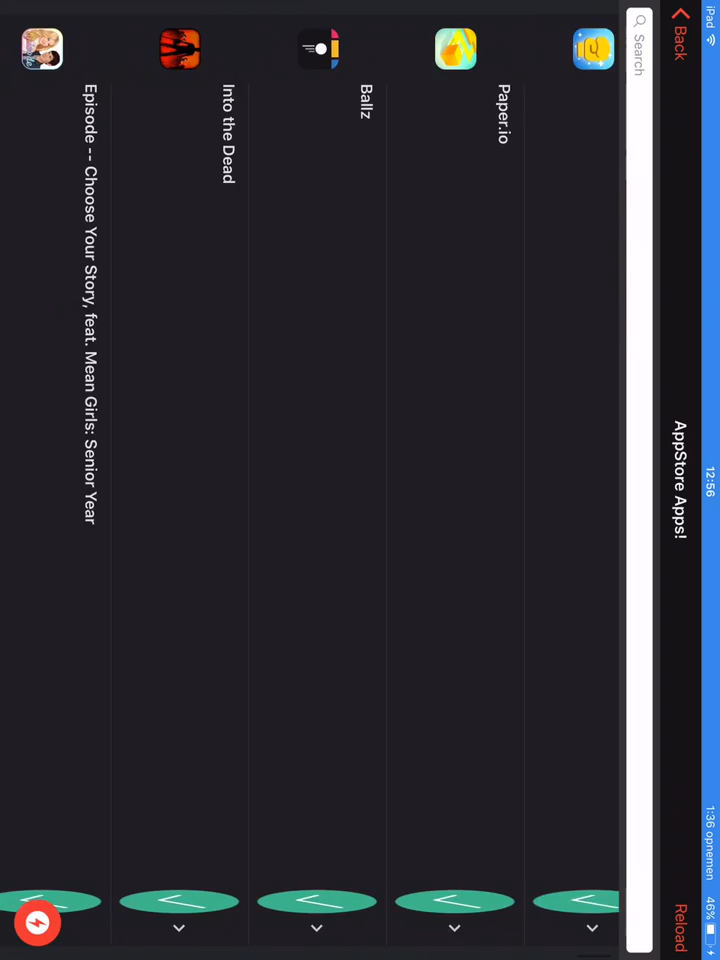 iPad 12:56 1:36 opnemen 46%
Back AppStore Apps! Reload
Search
Paper.io
Ballz
Into the Dead
Episode -- Choose Your Story, feat. Mean Girls: Senior Year